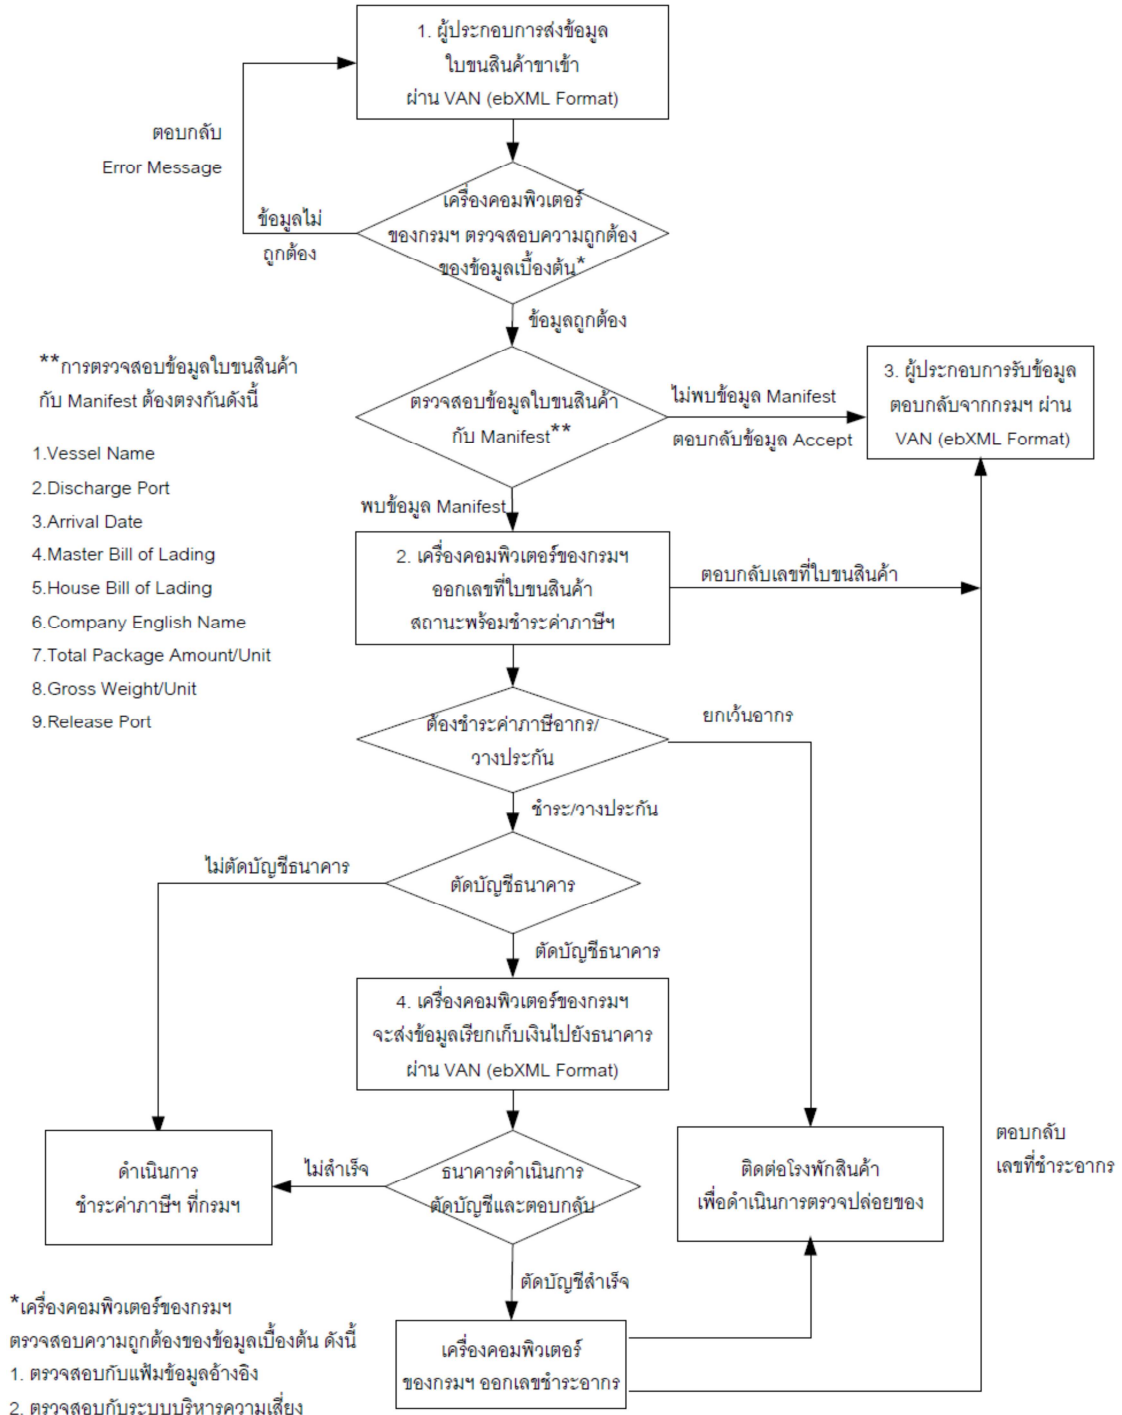 1. ผู้ประกอบการส่งข้อมูล
ใบขนสินค้าขาเข้า
ผ่าน VAN (ebXML Format)
ตอบกลับ
Error Message
ข้อมูลไม่
ถูกต้อง
เครื่องคอมพิวเตอร์
ของกรมฯ ตรวจสอบความถูกต้อง
ของข้อมูลเบื้องต้น*
ข้อมูลถูกต้อง
**การตรวจสอบข้อมูลใบขนสินค้า
กับ Manifest ต้องตรงกันดังนี้
1.Vessel Name
2.Discharge Port
3.Arrival Date
4.Master Bill of Lading
5.House Bill of Lading
6.Company English Name
7.Total Package Amount/Unit
8.Gross Weight/Unit
9.Release Port
ตรวจสอบข้อมูลใบขนสินค้า
กับ Manifest**
ไม่พบข้อมูล Manifest
ตอบกลับข้อมูล Accept
3. ผู้ประกอบการรับข้อมูล
ตอบกลับจากกรมฯ ผ่าน
VAN (ebXML Format)
พบข้อมูล Manifest
2. เครื่องคอมพิวเตอร์ของกรมฯ
ออกเลขที่ใบขนสินค้า
สถานะพร้อมชำระค่าภาษีฯ
ตอบกลับเลขที่ใบขนสินค้า
ต้องชำระค่าภาษีอากร/
วางประกัน
ยกเว้นอากร
ชำระ/วางประกัน
ไม่ตัดบัญชีธนาคาร
ตัดบัญชีธนาคาร
ตัดบัญชีธนาคาร
4. เครื่องคอมพิวเตอร์ของกรมฯ
จะส่งข้อมูลเรียกเก็บเงินไปยังธนาคาร
ผ่าน VAN (ebXML Format)
ดำเนินการ
ชำระค่าภาษีฯ ที่กรมฯ
ไม่สำเร็จ
ธนาคารดำเนินการ
ตัดบัญชีและตอบกลับ
ติดต่อโรงพักสินค้า
เพื่อดำเนินการตรวจปล่อยของ
ตอบกลับ
เลขที่ชำระอากร
ตัดบัญชีสำเร็จ
เครื่องคอมพิวเตอร์
ของกรมฯ ออกเลขชำระอากร
*เครื่องคอมพิวเตอร์ของกรมฯ
ตรวจสอบความถูกต้องของข้อมูลเบื้องต้น ดังนี้
1. ตรวจสอบกับแฟ้มข้อมูลอ้างอิง
2. ตรวจสอบกับระบบบริหารความเสี่ยง